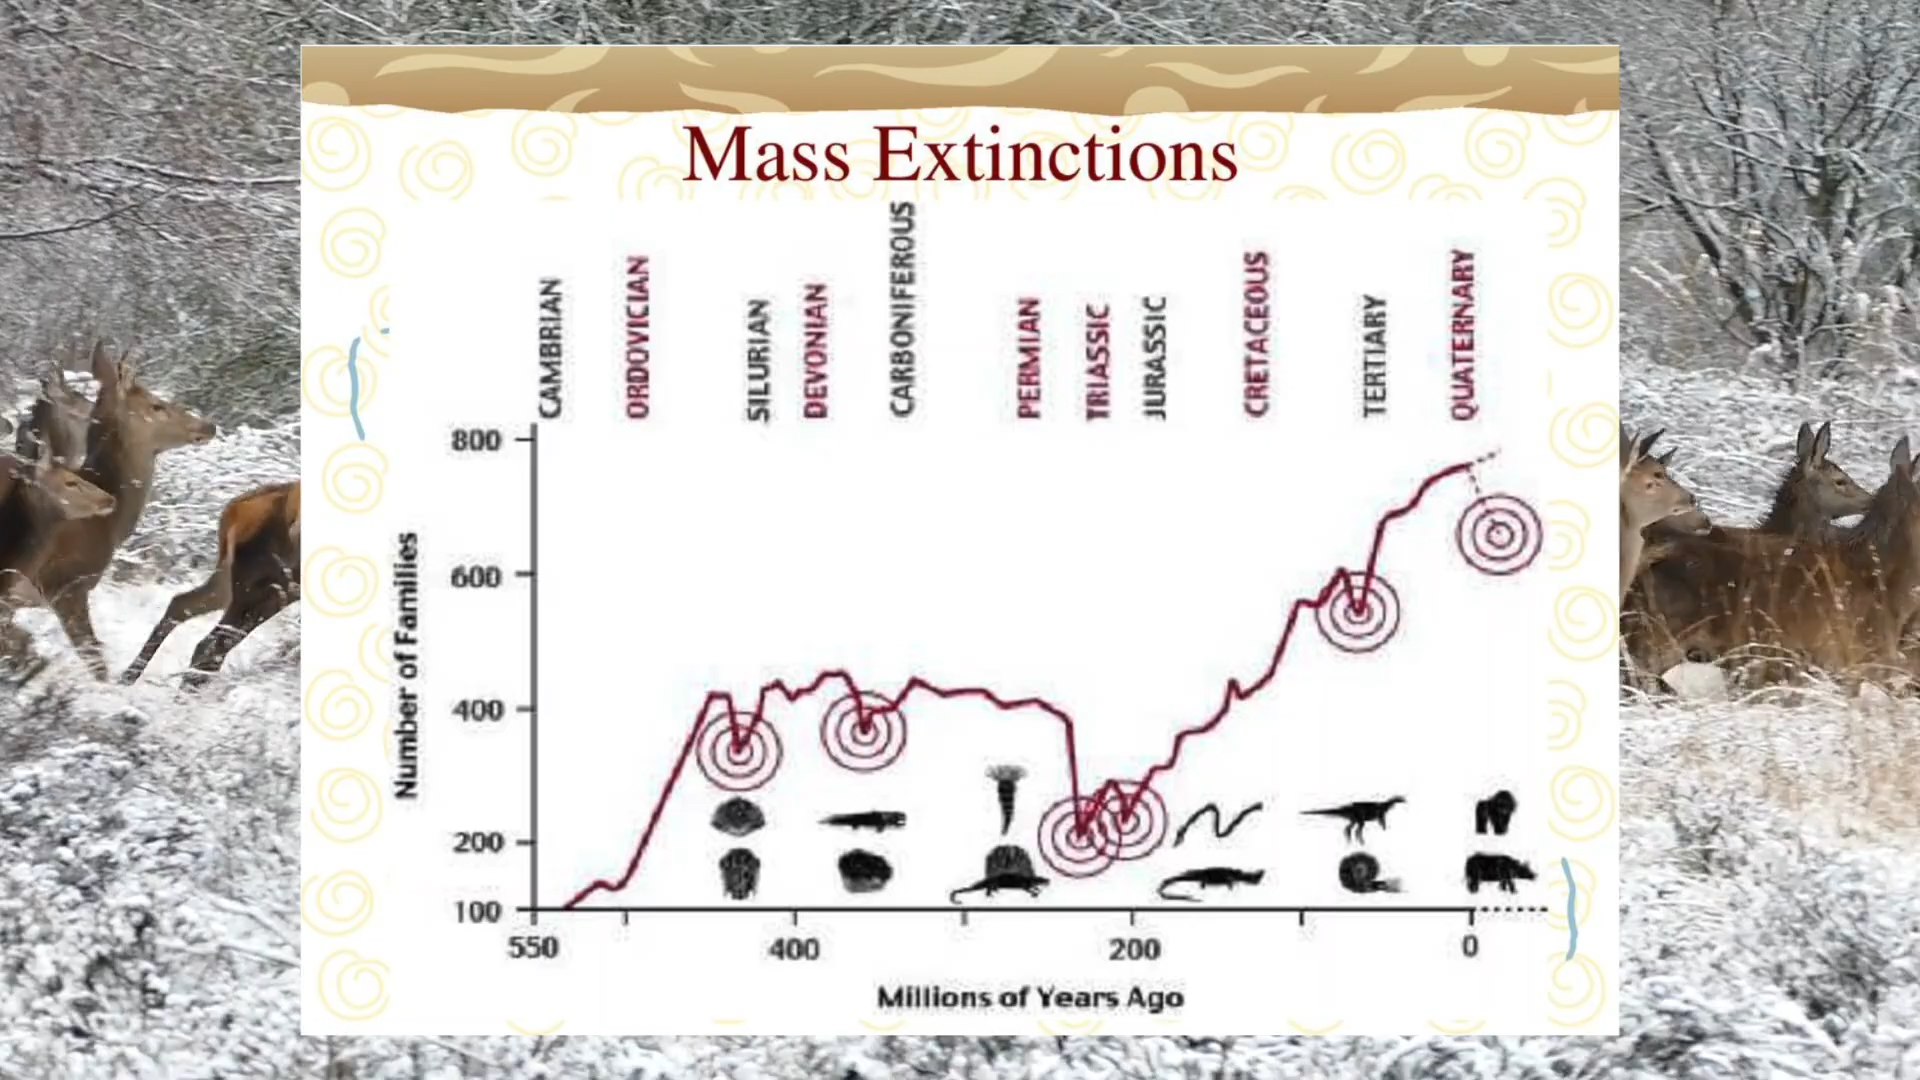 Mass Extinctions
CAMBRIAN
ORDOVICIAN
SILURIAN
DEVONIAN
CARBONIFEROUS
PERMIAN
TRIASSIC
JURASSIC
CRETACEOUS
TERTIARY
QUATERNARY
Number of Families
800
600
400
200
100
550
400
200
0
Millions of Years Ago